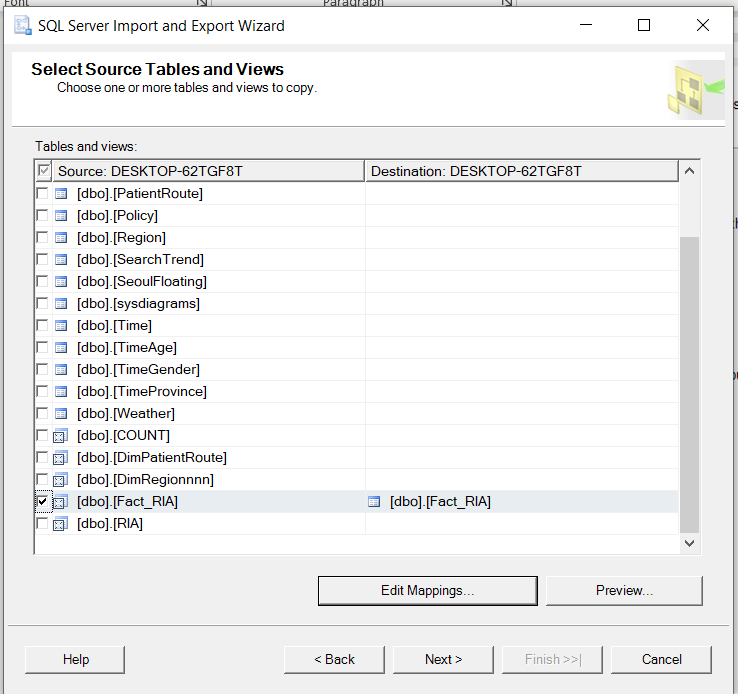 Font
Paragraph
SQL Server Import and Export Wizard
Select Source Tables and Views
Choose one or more tables and views to copy.
Tables and views:
Source: DESKTOP-62TGF8T Destination: DESKTOP-62TGF8T
[dbo].[PatientRoute]
[dbo].[Policy]
[dbo].[Region]
[dbo].[SearchTrend]
[dbo].[SeoulFloating]
[dbo].[sysdiagrams]
[dbo].[Time]
[dbo].[TimeAge]
[dbo].[TimeGender]
[dbo].[TimeProvince]
[dbo].[Weather]
[dbo].[COUNT]
[dbo].[DimPatientRoute]
[dbo].[DimRegionnnn]
[dbo].[Fact_RIA] [dbo].[Fact_RIA]
[dbo].[RIA]
Edit Mappings... Preview...
Help < Back Next > Finish >>| Cancel